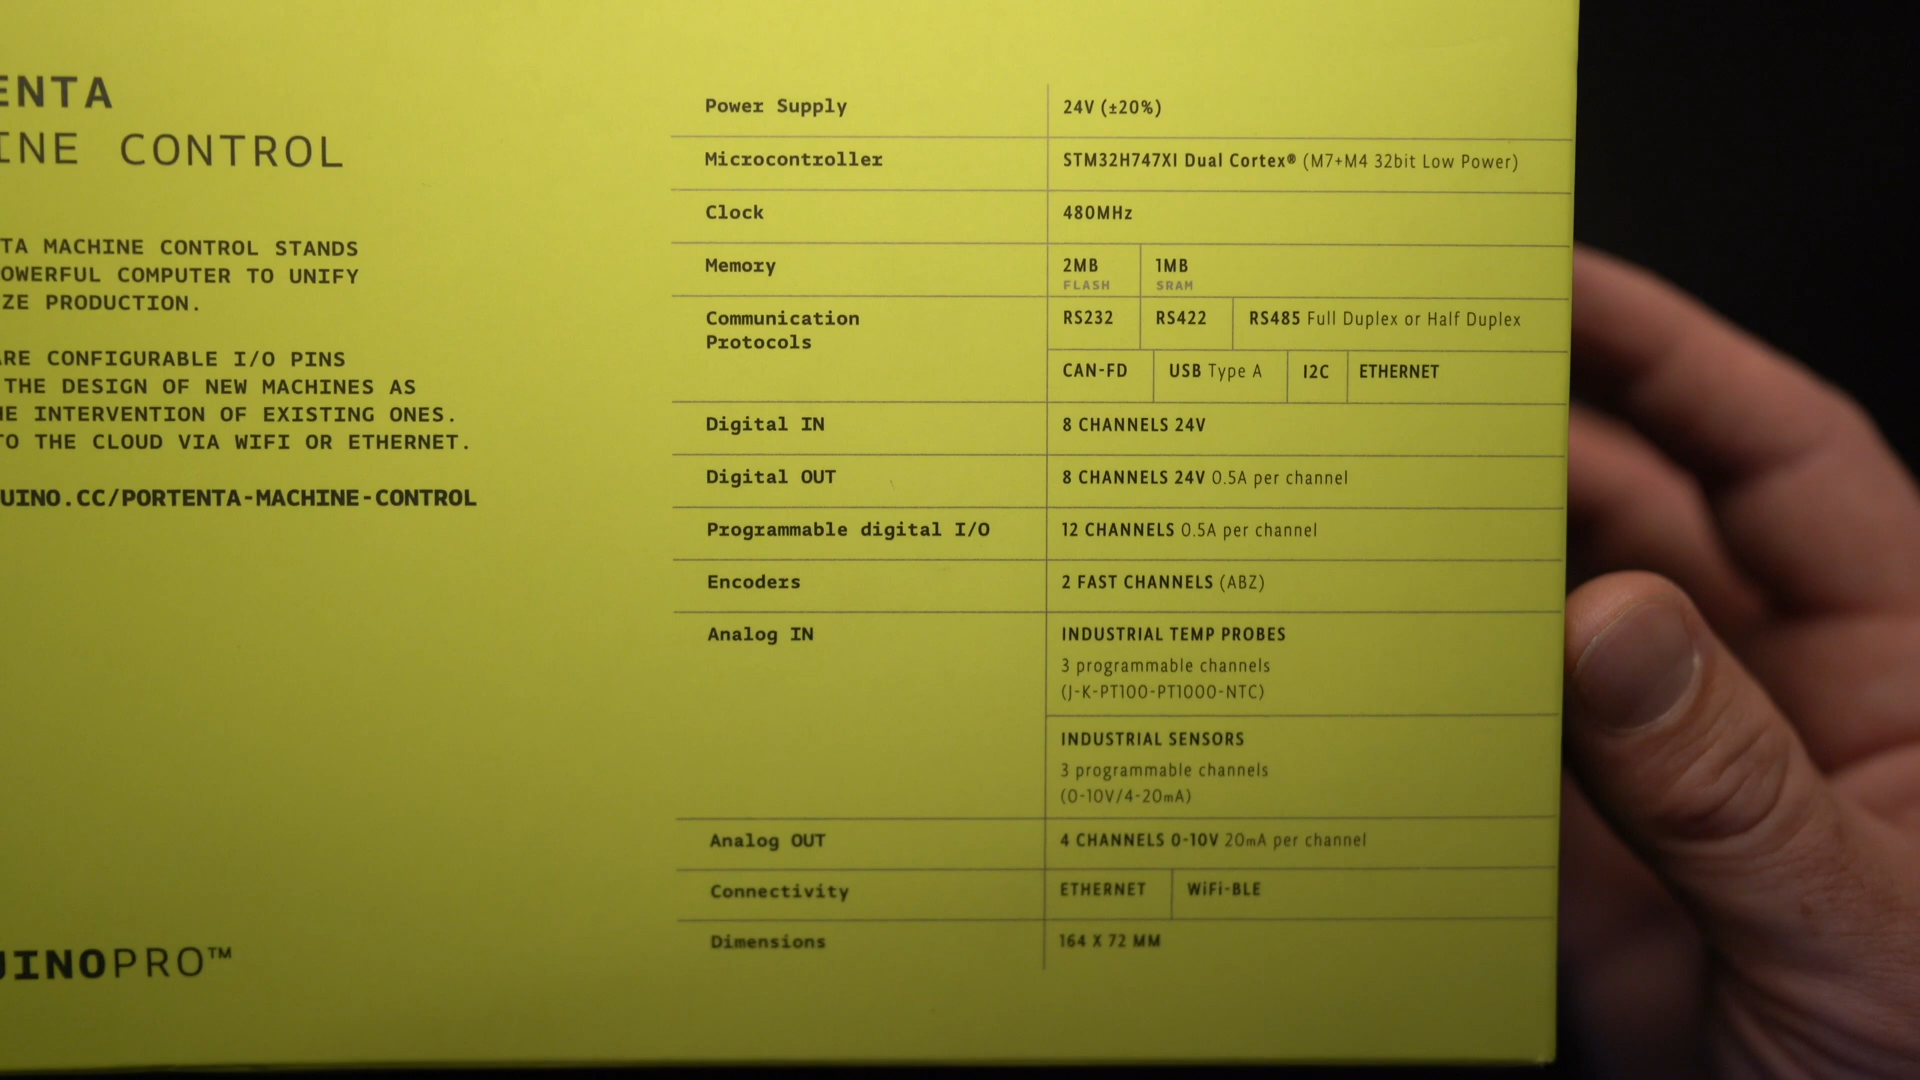 ENTA
INE CONTROL
TA MACHINE CONTROL STANDS
OWERFUL COMPUTER TO UNIFY
ZE PRODUCTION.
ARE CONFIGURABLE I/O PINS
THE DESIGN OF NEW MACHINES AS
HE INTERVENTION OF EXISTING ONES.
TO THE CLOUD VIA WIFI OR ETHERNET.
UINO.CC/PORTENTA-MACHINE-CONTROL
UINOPRO™
Power Supply 24V (±20%)
Microcontroller STM32H747XI Dual Cortex® (M7+M4 32bit Low Power)
Clock 480MHz
Memory 2MB 1MB
FLASH SRAM
Communication RS232 RS422 RS485 Full Duplex or Half Duplex
Protocols
CAN-FD USB Type A I2C ETHERNET
Digital IN 8 CHANNELS 24V
Digital OUT 8 CHANNELS 24V 0.5A per channel
Programmable digital I/O 12 CHANNELS 0.5A per channel
Encoders 2 FAST CHANNELS (ABZ)
Analog IN INDUSTRIAL TEMP PROBES
3 programmable channels
(J-K-PT100-PT1000-NTC)
INDUSTRIAL SENSORS
3 programmable channels
(0-10V/4-20mA)
Analog OUT 4 CHANNELS 0-10V 20mA per channel
Connectivity ETHERNET WiFi-BLE
Dimensions 164 X 72 MM